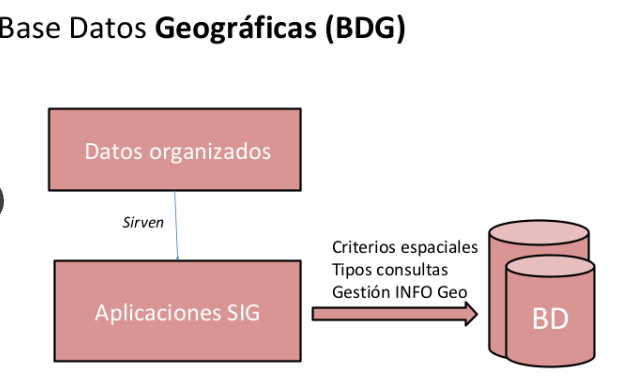 Base Datos Geográficas (BDG)
Datos organizados
Sirven
Criterios espaciales
Tipos consultas
Gestión INFO Geo
Aplicaciones SIG
BD